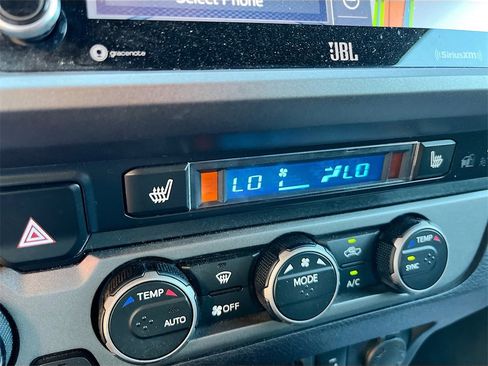 Select Phone
gracenote
JBL
SiriusXM
LO LO
TEMP
AUTO
OFF
MODE
A/C
TEMP
SYNC